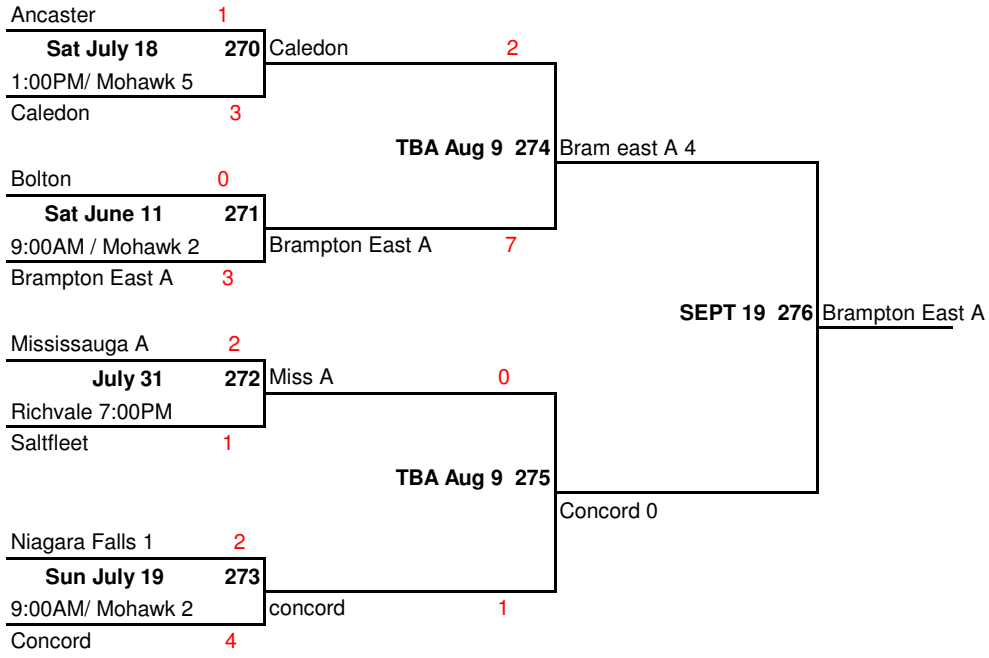 Ancaster 1
Sat July 18 270 Caledon 2
1:00PM/ Mohawk 5
Caledon 3
TBA Aug 9 274 Bram east A 4
Bolton 0
Sat June 11 271
9:00AM / Mohawk 2 Brampton East A 7
Brampton East A 3
SEPT 19 276 Brampton East A
Mississauga A 2
July 31 272 Miss A 0
Richvale 7:00PM
Saltfleet 1
TBA Aug 9 275
Concord 0
Niagara Falls 1 2
Sun July 19 273
9:00AM/ Mohawk 2 concord 1
Concord 4